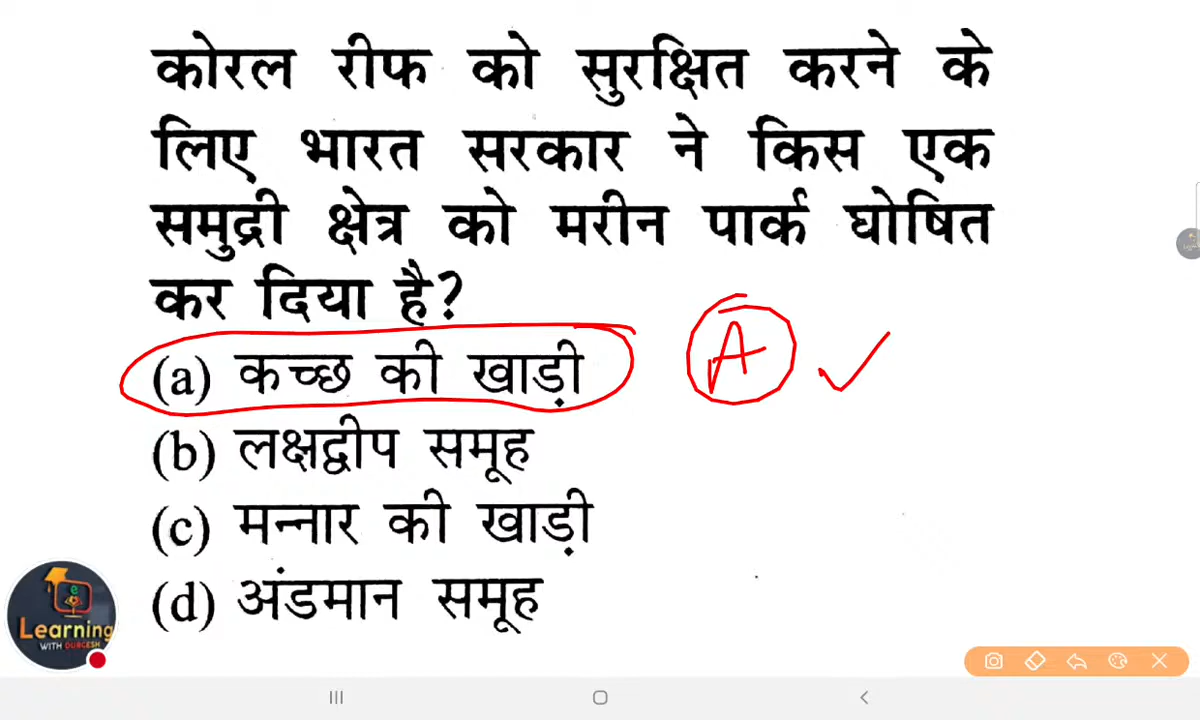 कोरल रीफ को सुरक्षित करने के
लिए भारत सरकार ने किस एक
समुद्री क्षेत्र को मरीन पार्क घोषित
कर दिया है?
(a) कच्छ की खाड़ी
A
(b) लक्षद्वीप समूह
(c) मन्नार की खाड़ी
(d) अंडमान समूह
e
Learning
WITH DURGESH